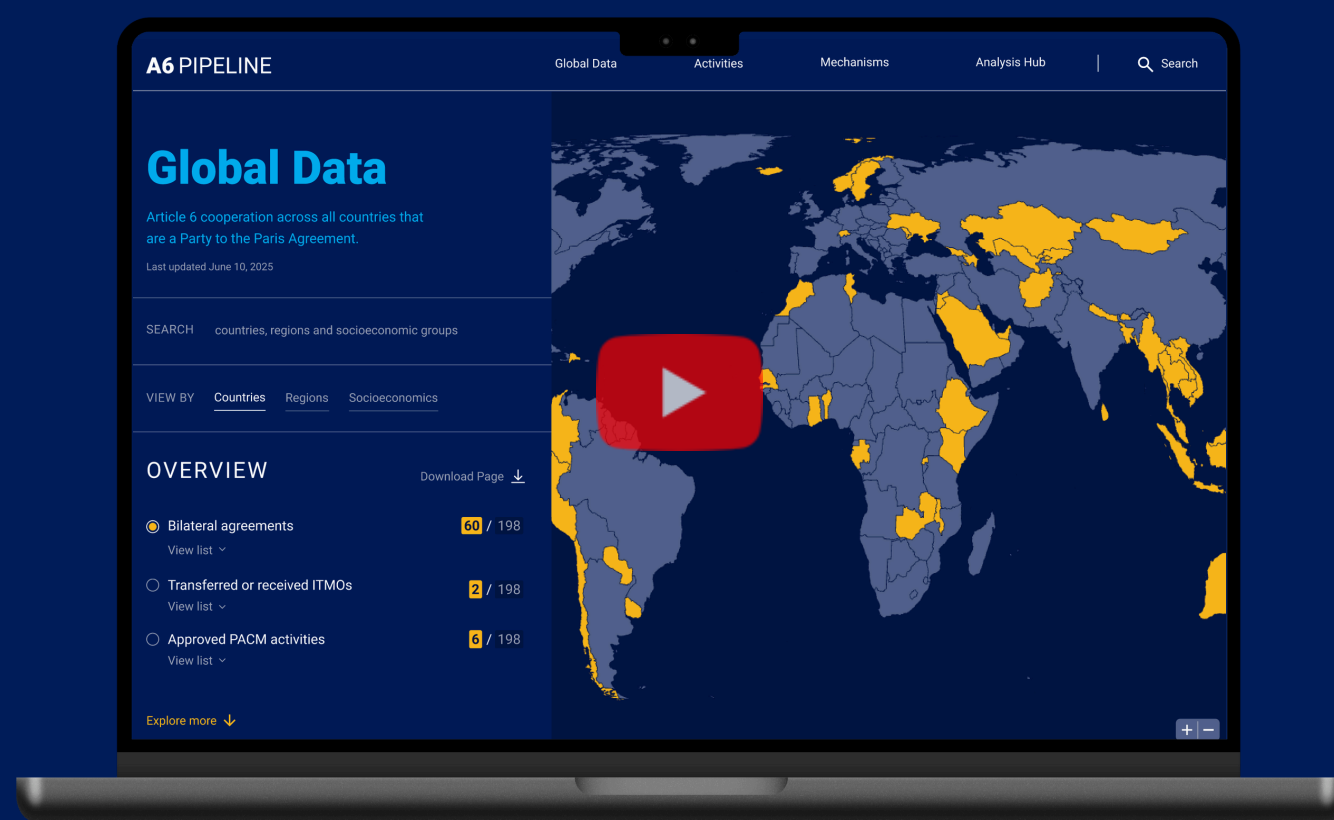 A6 PIPELINE
Global Data
Activities
Mechanisms
Analysis Hub
Search
Global Data
Article 6 cooperation across all countries that
are a Party to the Paris Agreement.
Last updated June 10, 2025
SEARCH countries, regions and socioeconomic groups
VIEW BY Countries Regions Socioeconomics
OVERVIEW
Download Page
Bilateral agreements 60 / 198
View list
Transferred or received ITMOs 2 / 198
View list
Approved PACM activities 6 / 198
View list
Explore more
+ −